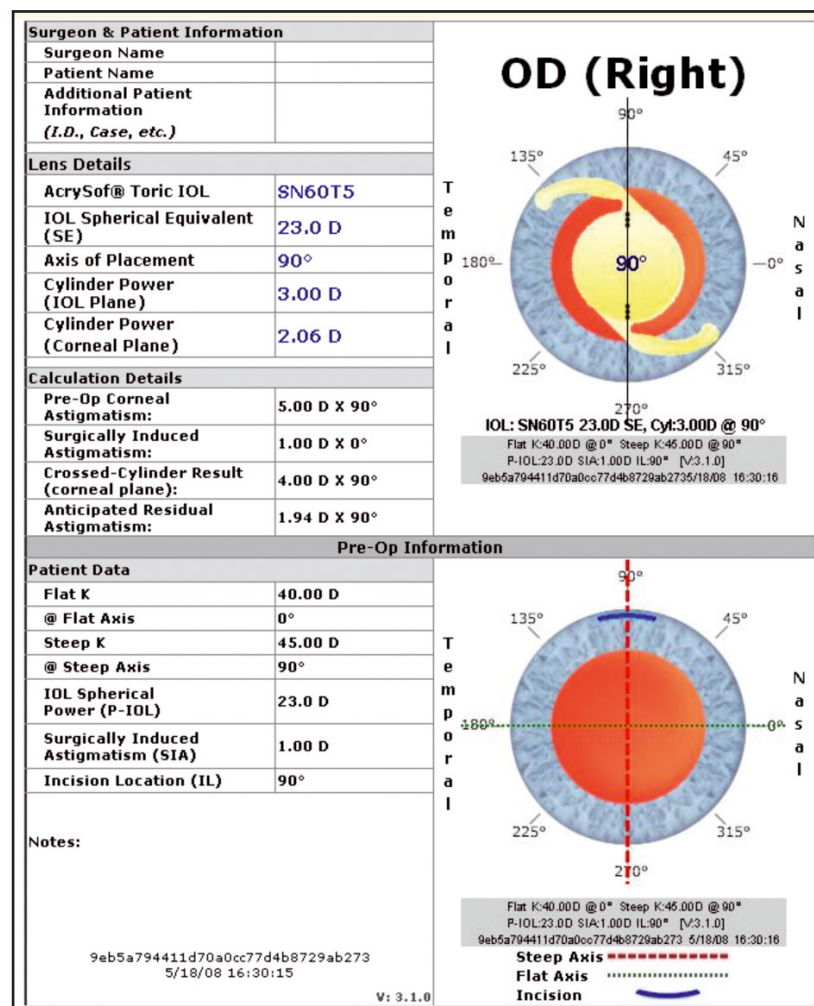 Surgeon & Patient Information
Surgeon Name
Patient Name
Additional Patient
Information
(I.D., Case, etc.)
Lens Details
AcrySof® Toric IOL SN60T5
IOL Spherical Equivalent
(SE) 23.0 D
Axis of Placement 90°
Cylinder Power
(IOL Plane) 3.00 D
Cylinder Power
(Corneal Plane) 2.06 D
Calculation Details
Pre-Op Corneal
Astigmatism: 5.00 D X 90°
Surgically Induced
Astigmatism: 1.00 D X 0°
Crossed-Cylinder Result
(corneal plane): 4.00 D X 90°
Anticipated Residual
Astigmatism: 1.94 D X 90°
OD (Right)
90°
135° 45°
Temporal
180° 90° 0°
Nasal
225° 315°
270°
IOL: SN60T5 23.0D SE, Cyl:3.00D @ 90°
Flat K:40.00D @ 0° Steep K:45.00D @ 90°
P-IOL:23.0D SIA:1.00D IL:90° [V:3.1.0]
9eb5a794411d70a0cc77d4b8729ab2735/18/08 16:30:16
Pre-Op Information
Patient Data
Flat K 40.00 D
@ Flat Axis 0°
Steep K 45.00 D
@ Steep Axis 90°
IOL Spherical
Power (P-IOL) 23.0 D
Surgically Induced
Astigmatism (SIA) 1.00 D
Incision Location (IL) 90°
Notes:
9eb5a794411d70a0cc77d4b8729ab273
5/18/08 16:30:15
V: 3.1.0
90°
135° 45°
Temporal
180° 0°
Nasal
225° 315°
270°
Flat K:40.00D @ 0° Steep K:45.00D @ 90°
P-IOL:23.0D SIA:1.00D IL:90° [V:3.1.0]
9eb5a794411d70a0cc77d4b8729ab273 5/18/08 16:30:16
Steep Axis
Flat Axis
Incision